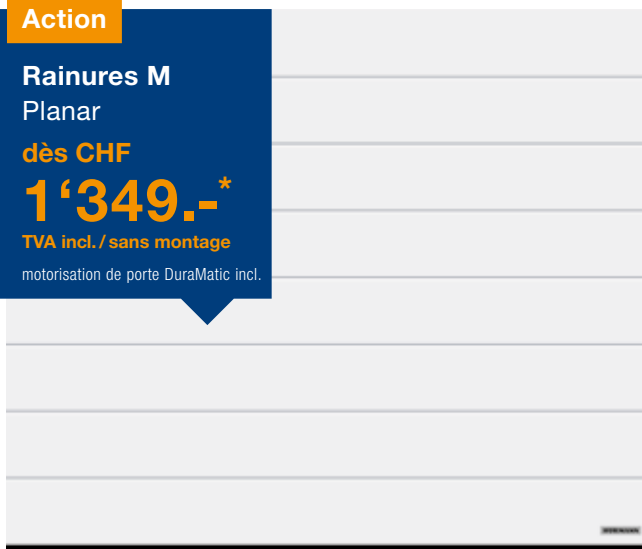 Action
Rainures M
Planar
dès CHF
1‘349.-*
TVA incl. / sans montage
motorisation de porte DuraMatic incl.